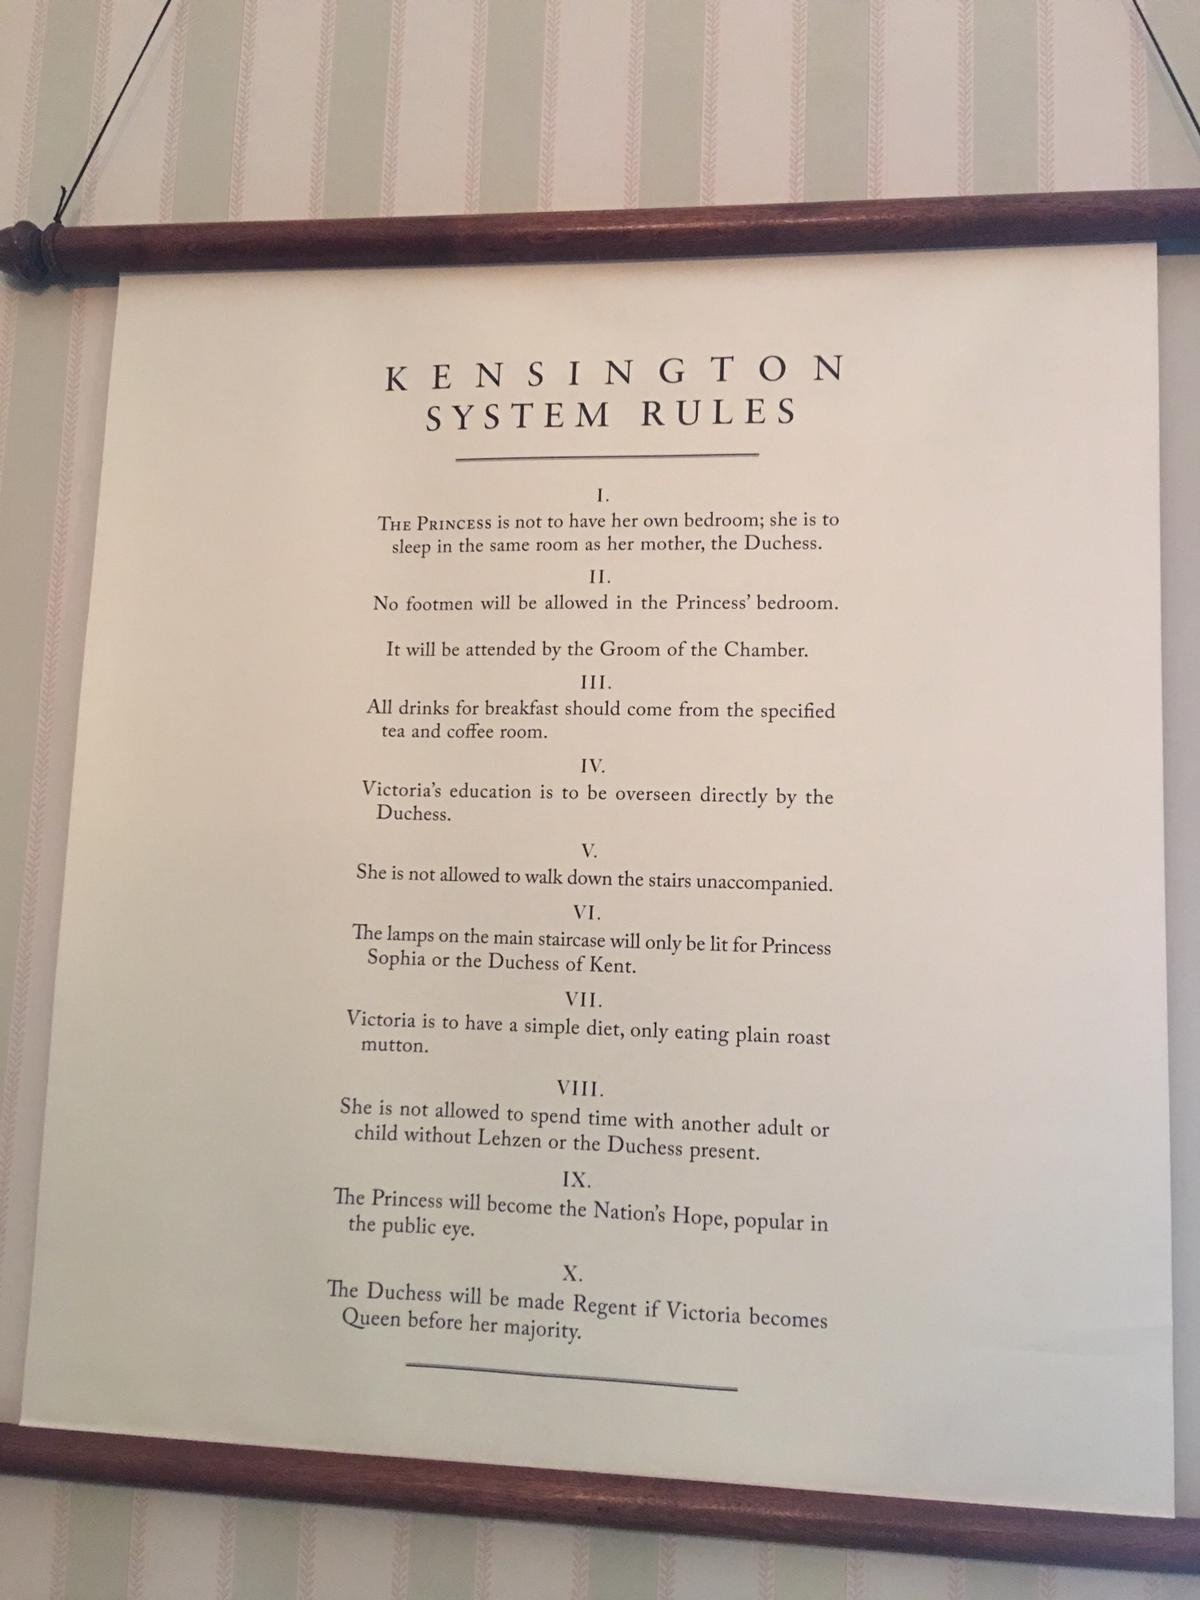 KENSINGTON
SYSTEM RULES
I.
THE PRINCESS is not to have her own bedroom; she is to
sleep in the same room as her mother, the Duchess.
II.
No footmen will be allowed in the Princess' bedroom.
It will be attended by the Groom of the Chamber.
III.
All drinks for breakfast should come from the specified
tea and coffee room.
IV.
Victoria's education is to be overseen directly by the
Duchess.
V.
She is not allowed to walk down the stairs unaccompanied.
VI.
The lamps on the main staircase will only be lit for Princess
Sophia or the Duchess of Kent.
VII.
Victoria is to have a simple diet, only eating plain roast
mutton.
VIII.
She is not allowed to spend time with another adult or
child without Lehzen or the Duchess present.
IX.
The Princess will become the Nation's Hope, popular in
the public eye.
X.
The Duchess will be made Regent if Victoria becomes
Queen before her majority.